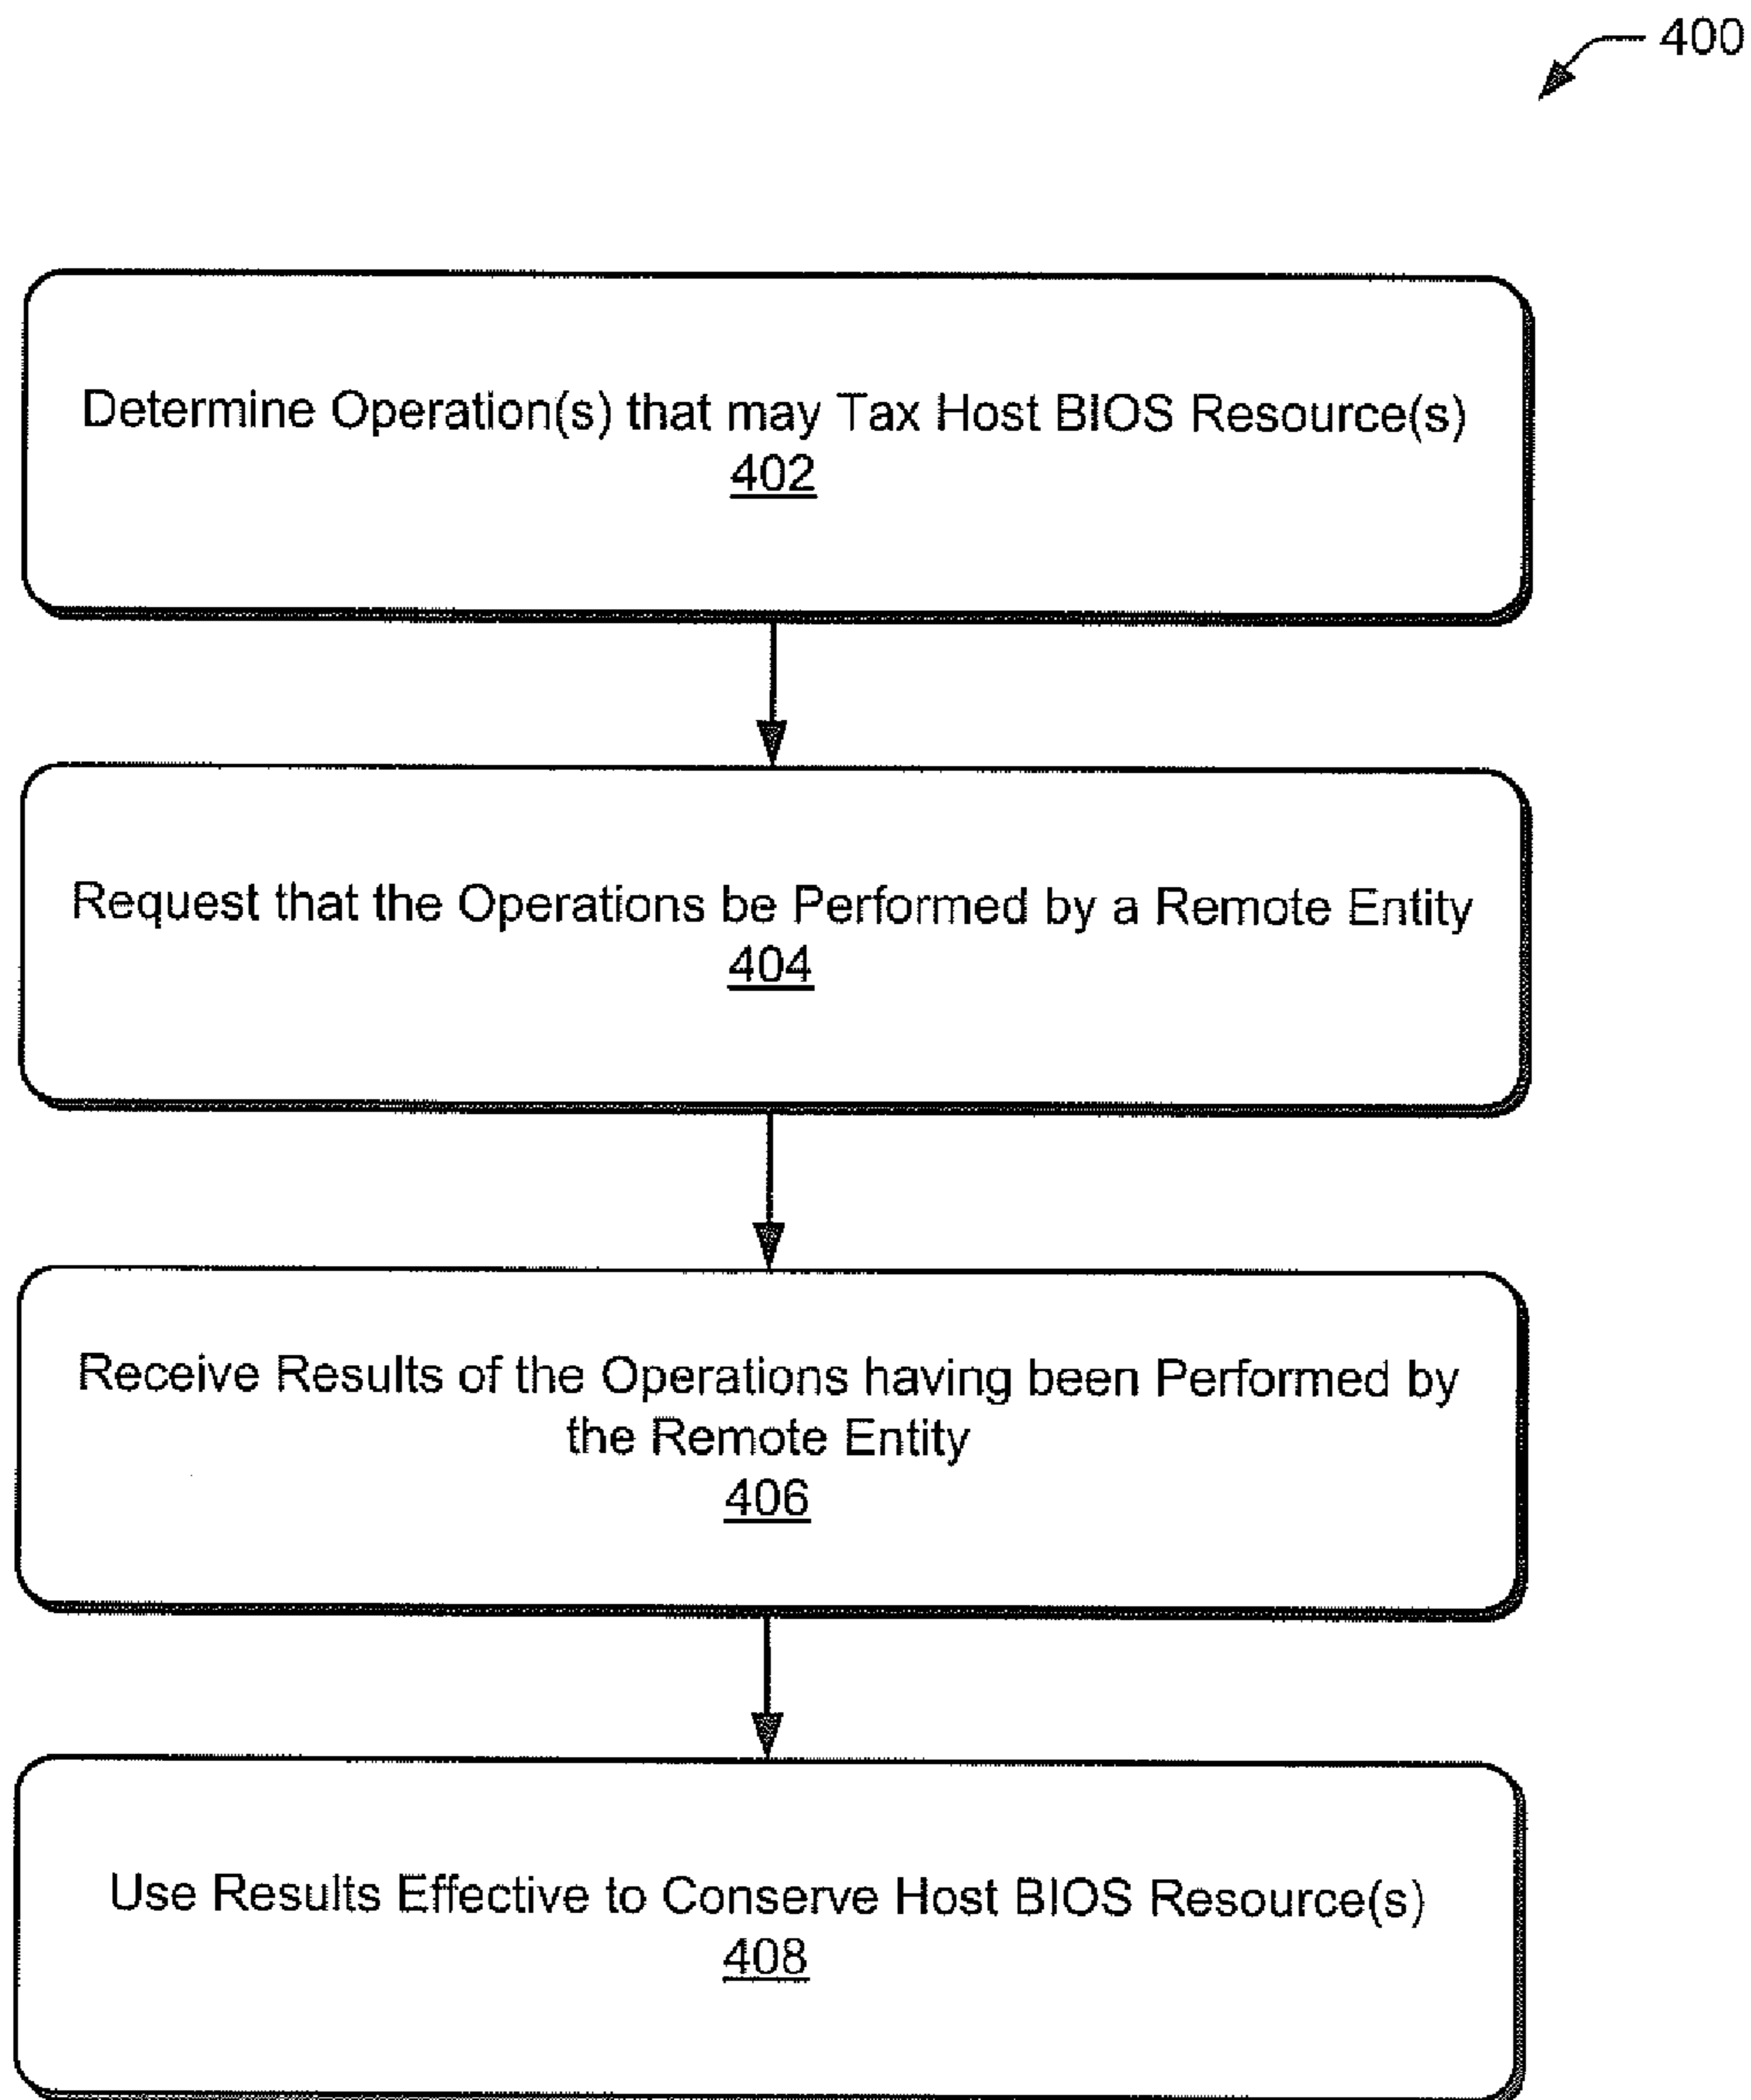 400
Determine Operation(s) that may Tax Host BIOS Resource(s)
402
Request that the Operations be Performed by a Remote Entity
404
Receive Results of the Operations having been Performed by
the Remote Entity
406
Use Results Effective to Conserve Host BIOS Resource(s)
408